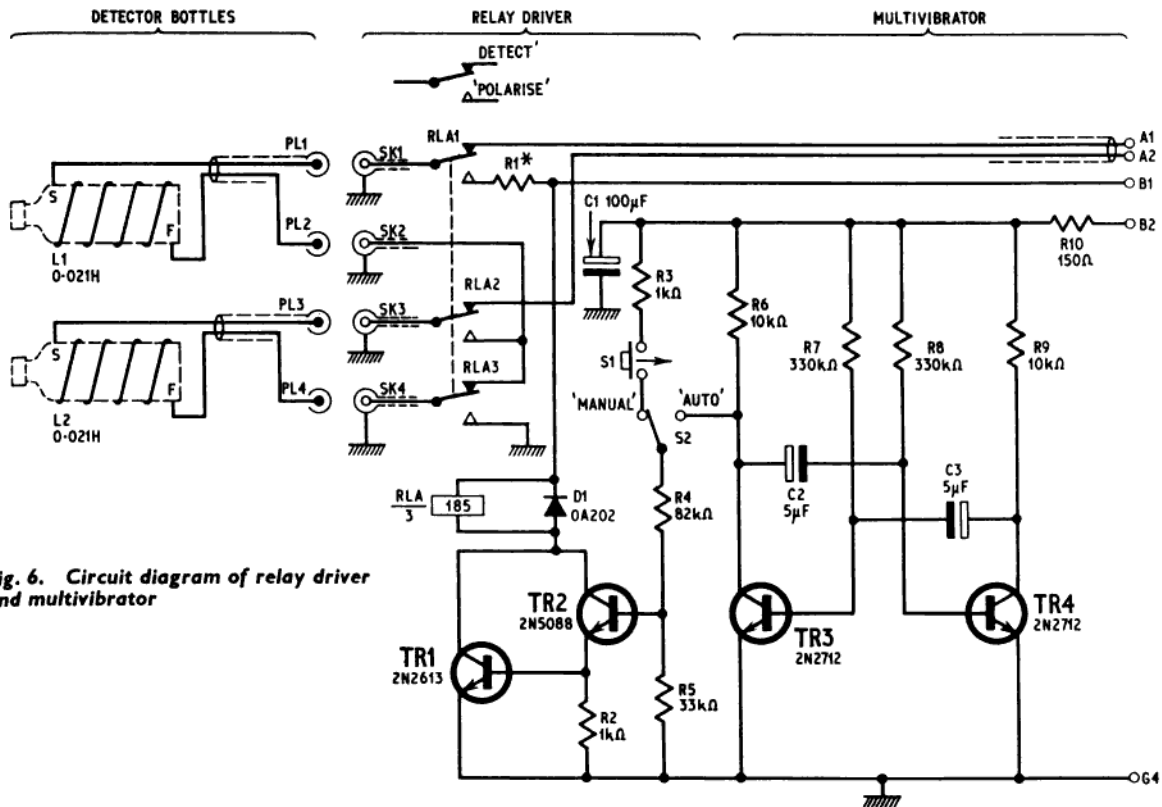 DETECTOR BOTTLES
RELAY DRIVER
MULTIVIBRATOR
DETECT'
'POLARISE'
PL1
SK1
RLA1
R1*
A1
A2
B1
S
F
L1
0·021H
PL2
SK2
C1 100μF
B2
R10
150Ω
R3
1kΩ
R6
10kΩ
R7
330kΩ
R8
330kΩ
R9
10kΩ
PL3
SK3
RLA2
S
F
L2
0·021H
PL4
SK4
RLA3
S1
'MANUAL'
'AUTO'
S2
C2
5μF
C3
5μF
RLA
3
185
D1
0A202
R4
82kΩ
ig. 6. Circuit diagram of relay driver
nd multivibrator
TR2
2N5088
TR1
2N2613
TR3
2N2712
TR4
2N2712
R2
1kΩ
R5
33kΩ
G4